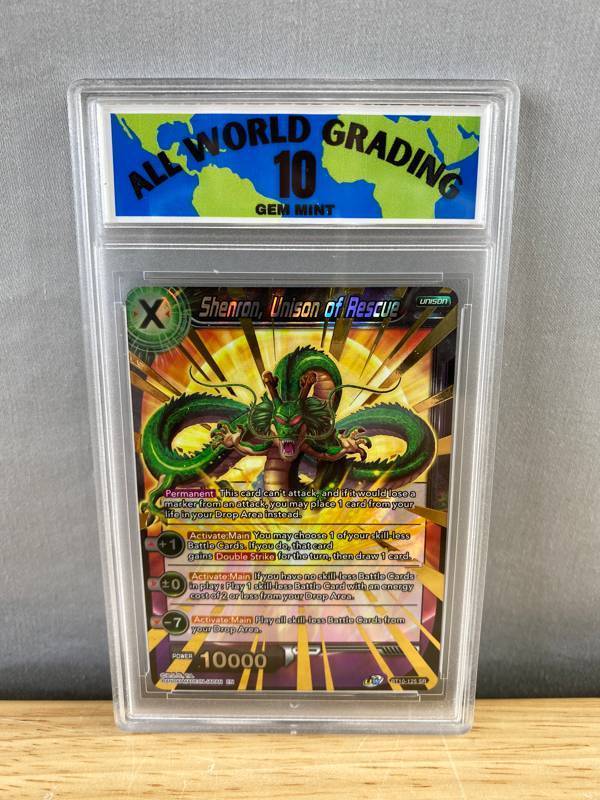 ALL WORLD GRADING
10
GEM MINT
X
Shenron, Unison of Rescue
UNISON
Permanent This card can't attack, and if it would lose a
marker from an attack, you may place 1 card from your
life in your Drop Area instead.
+1
Activate:Main You may choose 1 of your skill-less
Battle Cards. If you do, that card
gains Double Strike for the turn, then draw 1 card.
±0
Activate:Main If you have no skill-less Battle Cards
in play : Play 1 skill-less Battle Card with an energy
cost of 2 or less from your Drop Area.
-7
Activate:Main Play all skill-less Battle Cards from
your Drop Area.
POWER 10000
BANDAI MADE IN JAPAN EN
BT10-125 SR